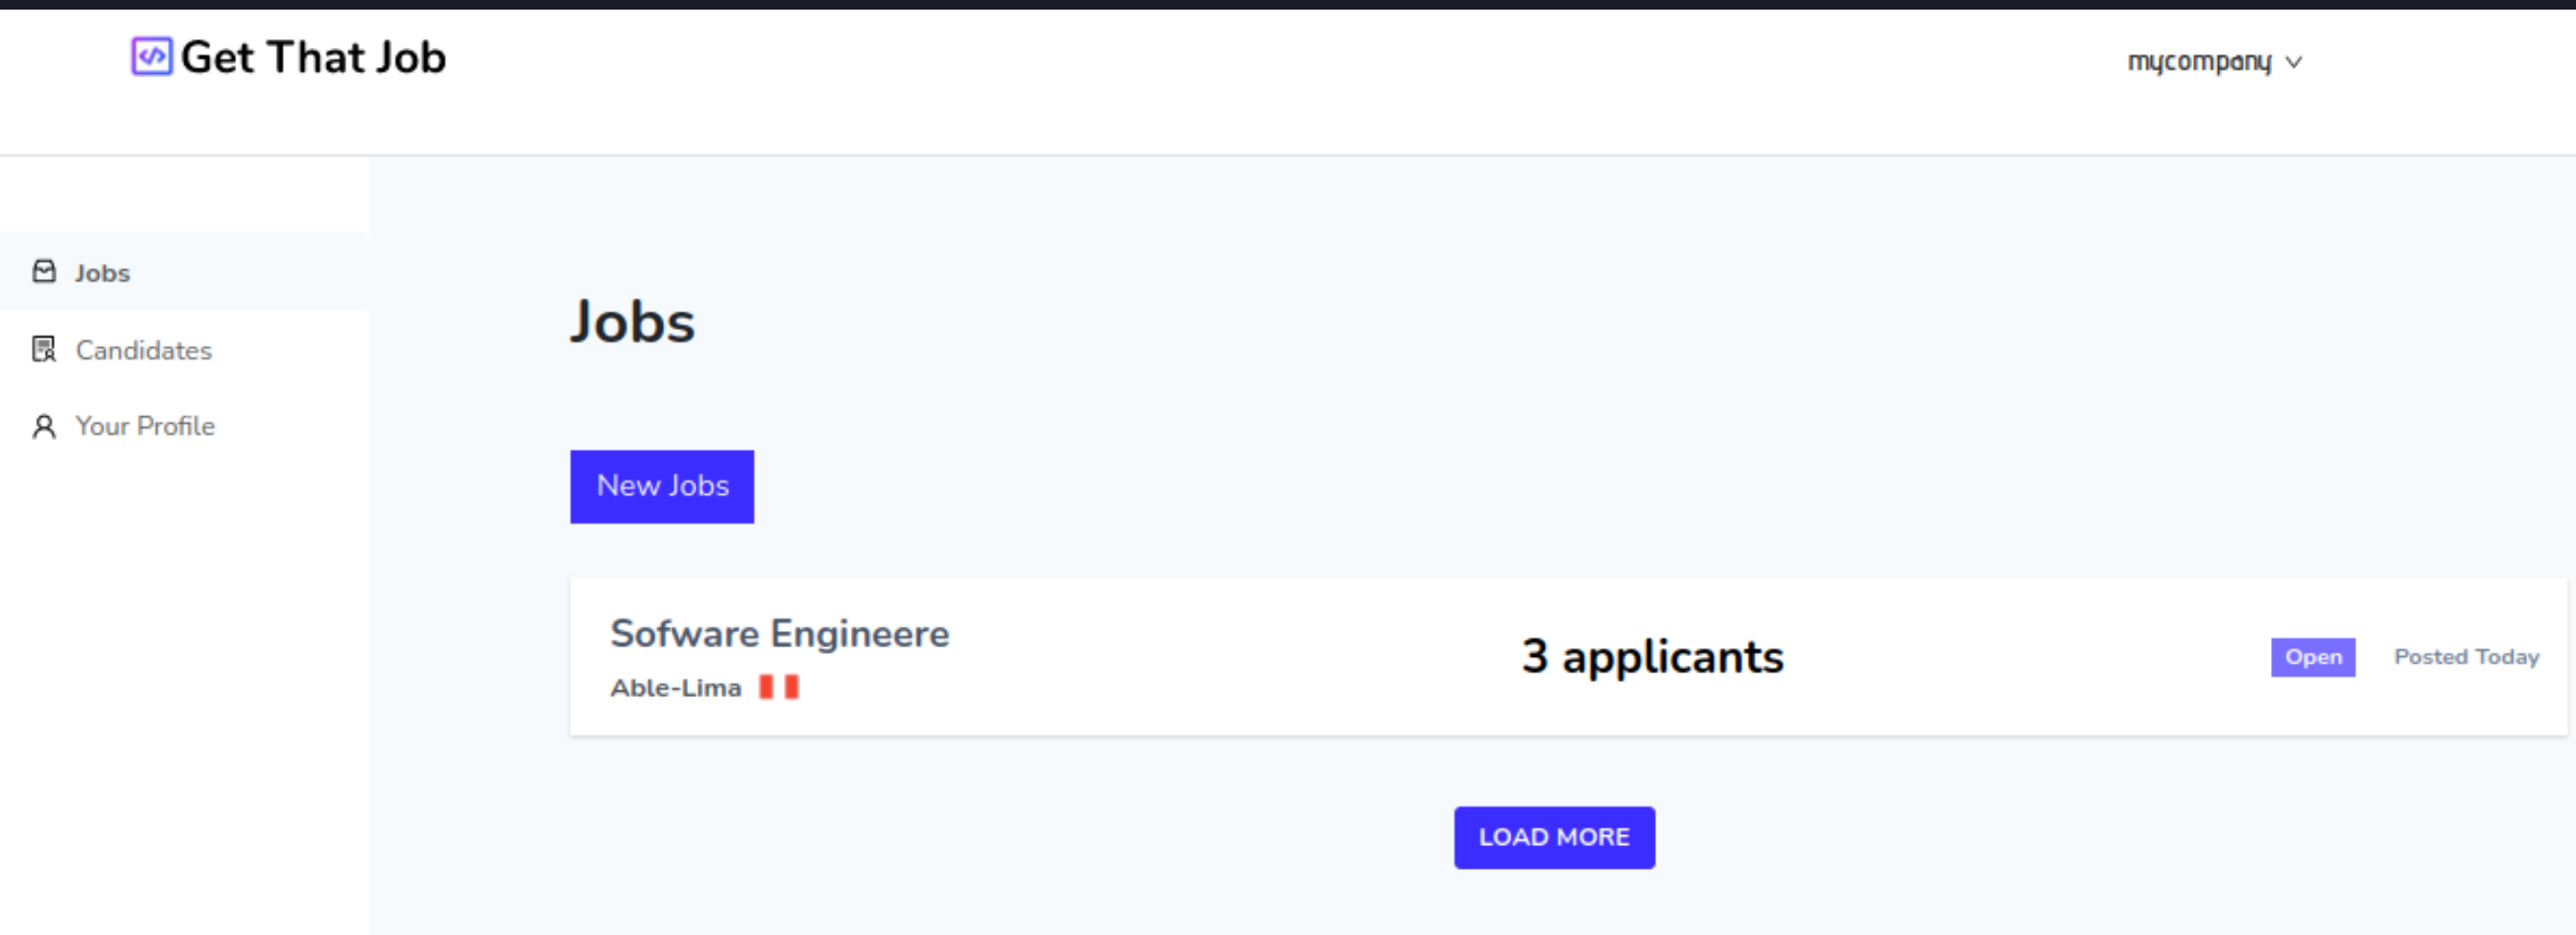 Get That Job
mycompany
Jobs
Candidates
Your Profile
Jobs
New Jobs
Sofware Engineere
Able-Lima
3 applicants
Open
Posted Today
LOAD MORE